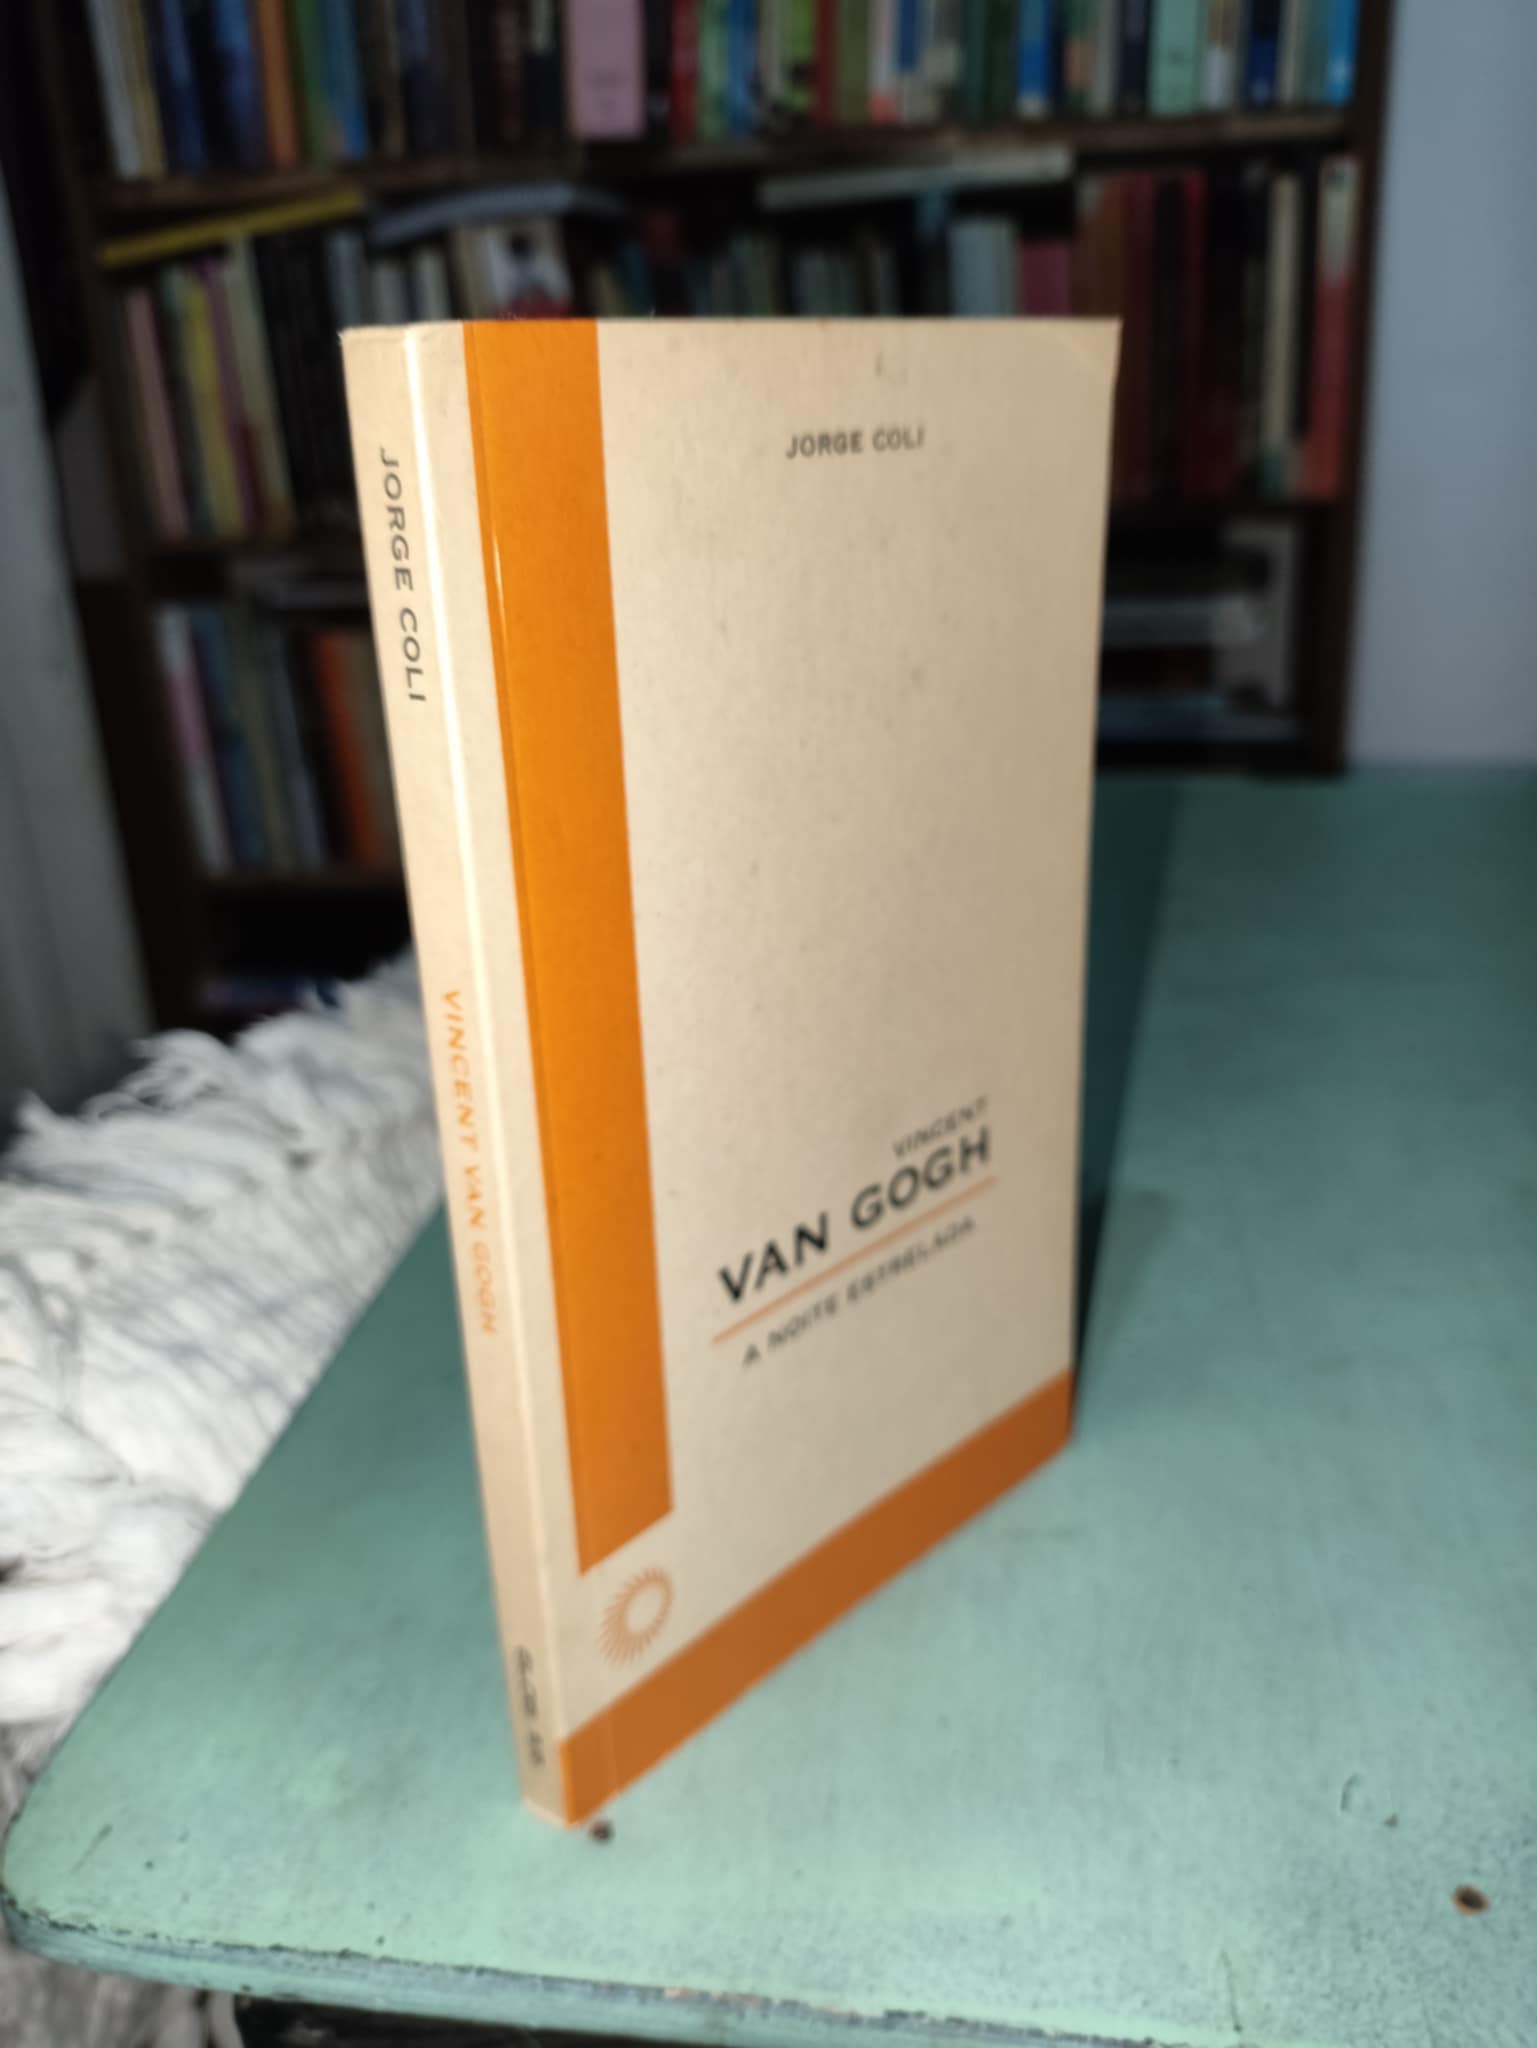 JORGE COLI
VINCENT VAN GOGH
JORGE COLI
VINCENT
VAN GOGH
A NOITE ESTRELADA